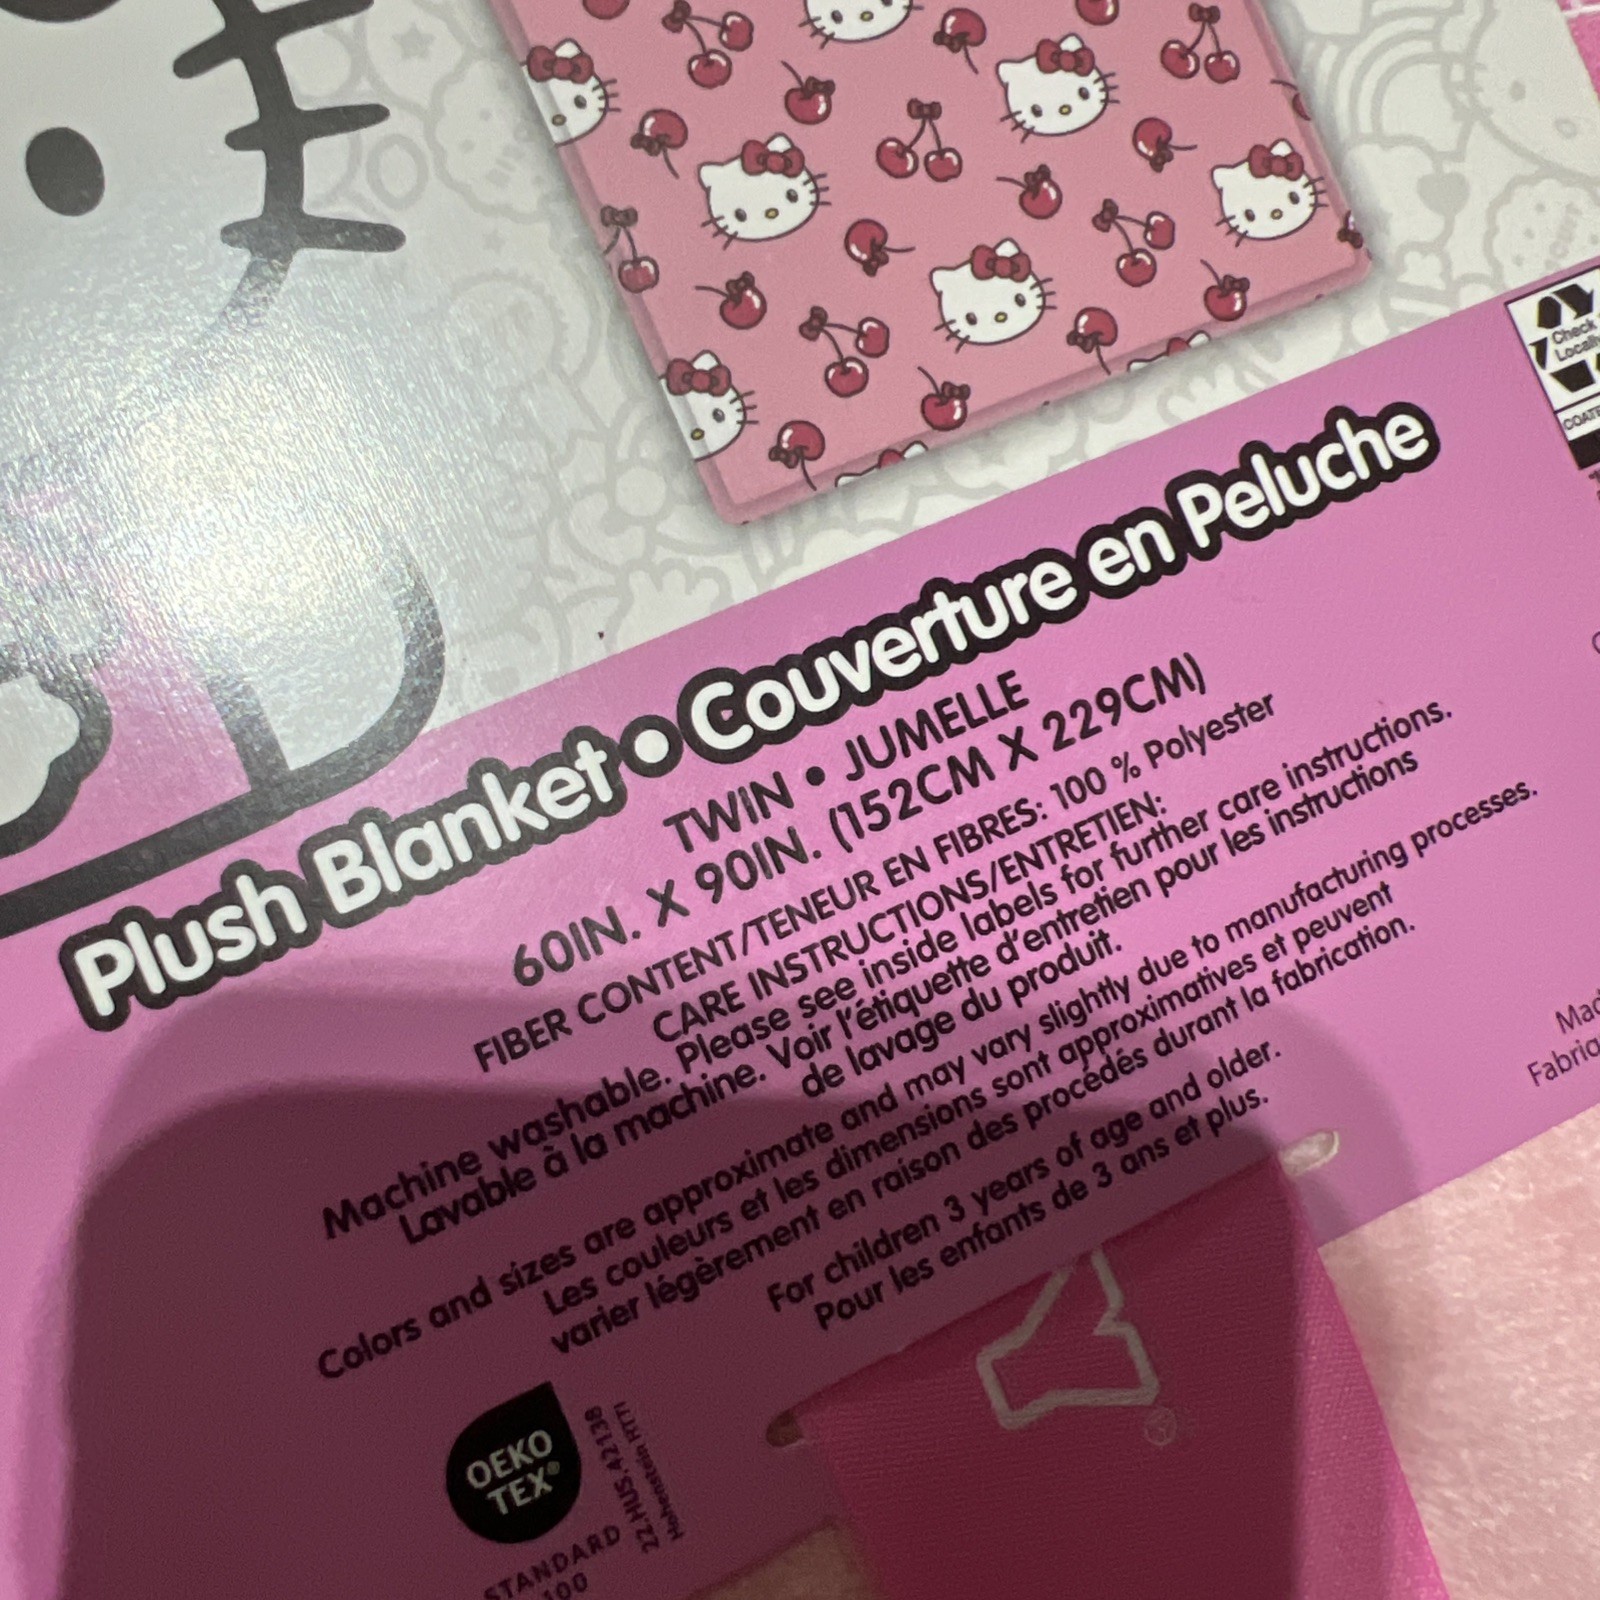 Plush Blanket • Couverture en Peluche
TWIN • JUMELLE
60IN. X 90IN. (152CM X 229CM)
FIBER CONTENT/TENEUR EN FIBRES: 100 % Polyester
CARE INSTRUCTIONS/ENTRETIEN:
Machine washable. Please see inside labels for further care instructions.
Lavable à la machine. Voir l'étiquette d'entretien pour les instructions
de lavage du produit.
Colors and sizes are approximate and may vary slightly due to manufacturing processes.
Les couleurs et les dimensions sont approximatives et peuvent
varier légèrement en raison des procédés durant la fabrication.
For children 3 years of age and older.
Pour les enfants de 3 ans et plus.
OEKO
TEX®
STANDARD
100
22.HUS.42138
Hohenstein HTTI
Check
Locally